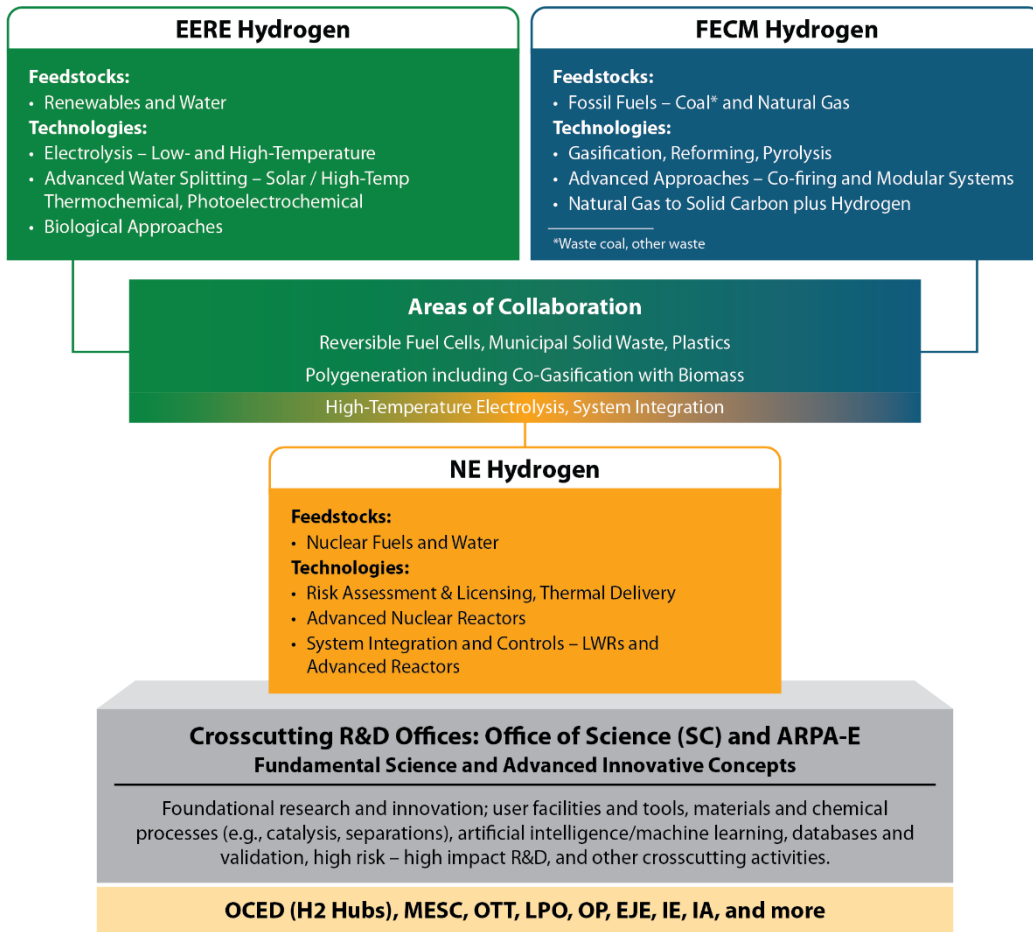 EERE Hydrogen
Feedstocks:
• Renewables and Water
Technologies:
• Electrolysis – Low- and High-Temperature
• Advanced Water Splitting – Solar / High-Temp
Thermochemical, Photoelectrochemical
• Biological Approaches
FECM Hydrogen
Feedstocks:
• Fossil Fuels – Coal* and Natural Gas
Technologies:
• Gasification, Reforming, Pyrolysis
• Advanced Approaches – Co-firing and Modular Systems
• Natural Gas to Solid Carbon plus Hydrogen
*Waste coal, other waste
Areas of Collaboration
Reversible Fuel Cells, Municipal Solid Waste, Plastics
Polygeneration including Co-Gasification with Biomass
High-Temperature Electrolysis, System Integration
NE Hydrogen
Feedstocks:
• Nuclear Fuels and Water
Technologies:
• Risk Assessment & Licensing, Thermal Delivery
• Advanced Nuclear Reactors
• System Integration and Controls – LWRs and
Advanced Reactors
Crosscutting R&D Offices: Office of Science (SC) and ARPA-E
Fundamental Science and Advanced Innovative Concepts
Foundational research and innovation; user facilities and tools, materials and chemical
processes (e.g., catalysis, separations), artificial intelligence/machine learning, databases and
validation, high risk – high impact R&D, and other crosscutting activities.
OCED (H2 Hubs), MESC, OTT, LPO, OP, EJE, IE, IA, and more